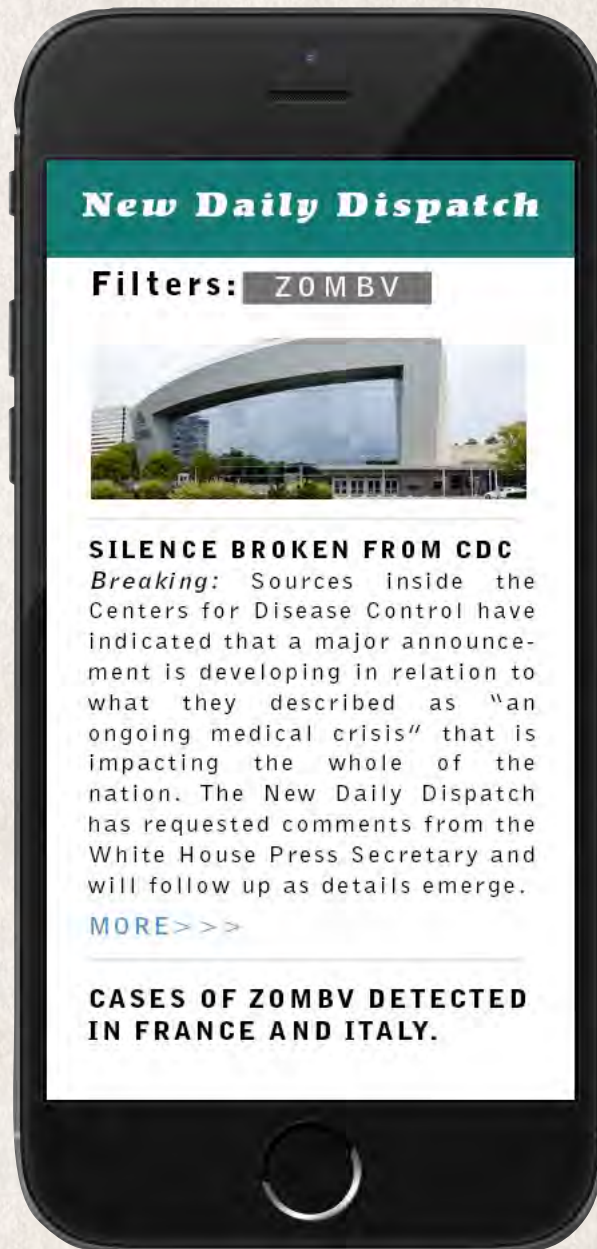 New Daily Dispatch
Filters: ZOMBV
SILENCE BROKEN FROM CDC
Breaking: Sources inside the
Centers for Disease Control have
indicated that a major announce-
ment is developing in relation to
what they described as "an
ongoing medical crisis" that is
impacting the whole of the
nation. The New Daily Dispatch
has requested comments from the
White House Press Secretary and
will follow up as details emerge.
MORE>>>
CASES OF ZOMBV DETECTED
IN FRANCE AND ITALY.